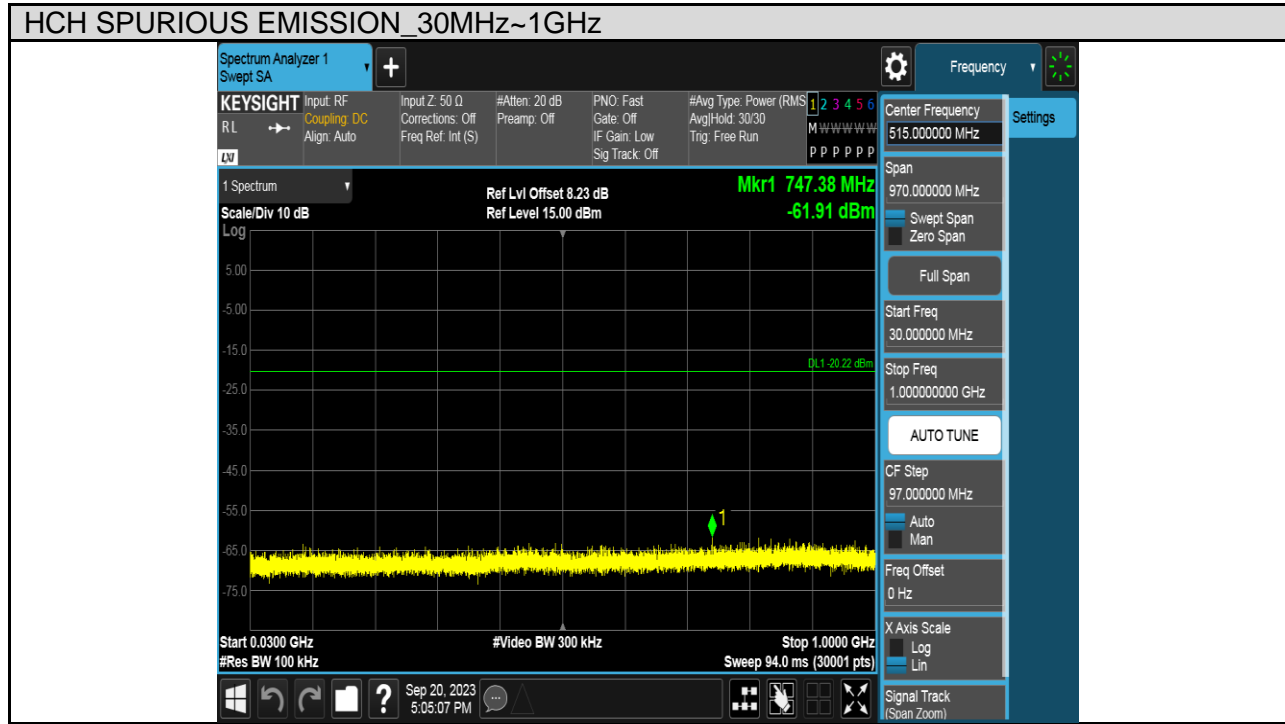 HCH SPURIOUS EMISSION_30MHz~1GHz
Spectrum Analyzer 1
Swept SA
+
Frequency
KEYSIGHT
RL
LXI
Input: RF
Coupling: DC
Align: Auto
Input Z: 50 Ω
Corrections: Off
Freq Ref: Int (S)
#Atten: 20 dB
Preamp: Off
PNO: Fast
Gate: Off
IF Gain: Low
Sig Track: Off
#Avg Type: Power (RMS
Avg|Hold: 30/30
Trig: Free Run
1 2 3 4 5 6
M W W W W W
P P P P P P
1 Spectrum
Scale/Div 10 dB
Ref Lvl Offset 8.23 dB
Ref Level 15.00 dBm
Mkr1 747.38 MHz
-61.91 dBm
Log
5.00
-5.00
-15.0
DL1 -20.22 dBm
-25.0
-35.0
-45.0
-55.0
1
-65.0
-75.0
Start 0.0300 GHz
#Res BW 100 kHz
#Video BW 300 kHz
Stop 1.0000 GHz
Sweep 94.0 ms (30001 pts)
Center Frequency
515.000000 MHz
Settings
Span
970.000000 MHz
Swept Span
Zero Span
Full Span
Start Freq
30.000000 MHz
Stop Freq
1.000000000 GHz
AUTO TUNE
CF Step
97.000000 MHz
Auto
Man
Freq Offset
0 Hz
X Axis Scale
Log
Lin
Signal Track
(Span Zoom)
?
Sep 20, 2023
5:05:07 PM